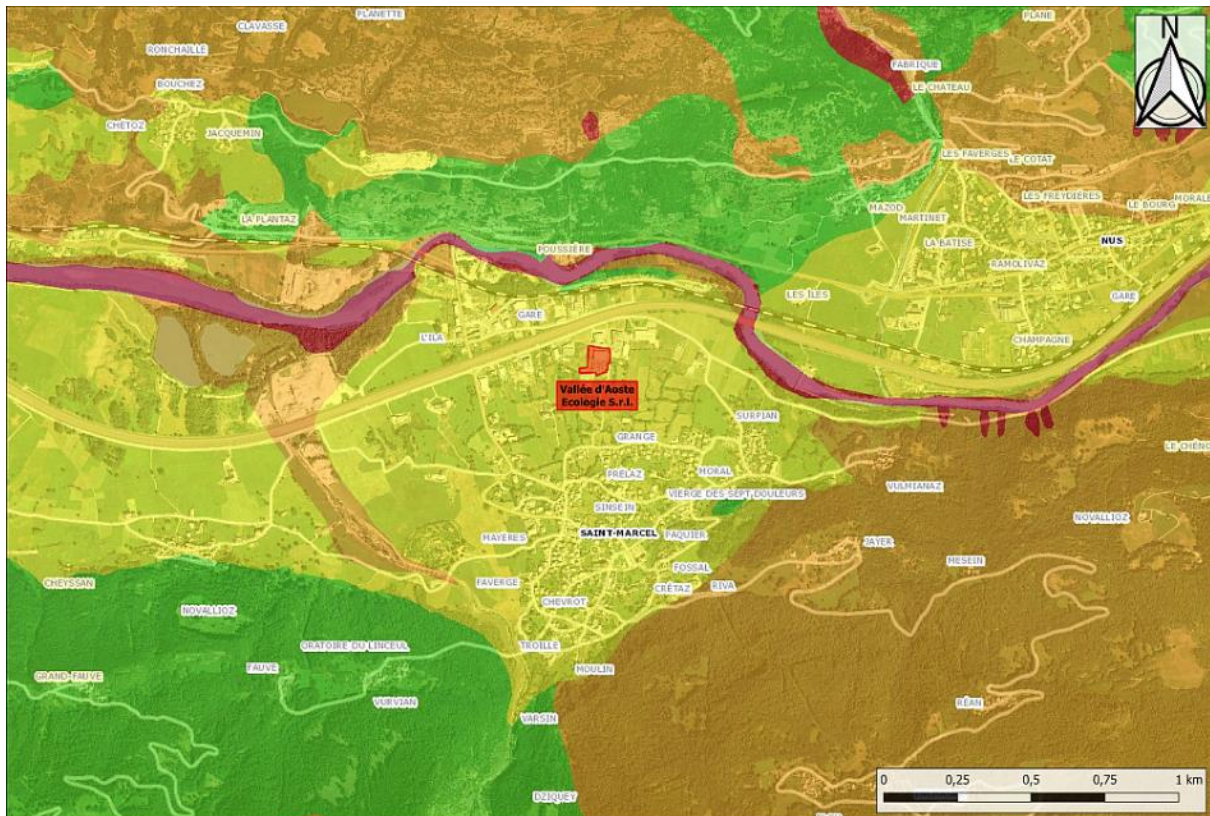 PLANETTE
PLANE
CLAVASSE
N
RONCHAILLE
FABRIQUE
BOUCHEZ
LE CHATEAU
CHÉTOZ
JACQUEMIN
LES FAVERGES
LE COTAT
LES FREYDIÈRES
LE BOURG
MORALE
MAZOD
LA PLANTAZ
MARTINET
LA BATISE
NUS
POUSSIÈRE
RAMOLIVAZ
LES ÎLES
GARE
GARE
L'ILA
CHAMPAGNE
Vallée d'Aoste
Ecologie S.r.l.
SURPIAN
GRANGE
LE CHÉNO
PRÉLAZ
MORAL
VULMIANAZ
VIERGE DES SEPT DOULEURS
SINSEIN
NOVALLIOZ
SAINT-MARCEL
PAQUIER
MAYERES
JAYER
MESEIN
FOSSAL
CHEYSSAN
FAVERGE
CRÉTAZ
RIVA
CHEVROT
NOVALLIOZ
ORATOIRE DU LINCEUL
TROILLE
FAUVE
MOULIN
GRAND-FAUVE
VURVIAN
RÉAN
VARSIN
0 0,25 0,5 0,75 1 km
DZIQUEY